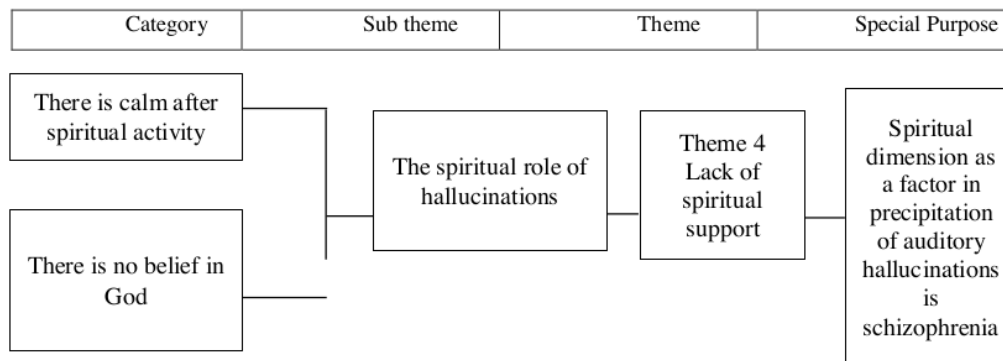 Category Sub theme Theme Special Purpose
There is calm after
spiritual activity
There is no belief in
God
The spiritual role of
hallucinations
Theme 4
Lack of
spiritual
support
Spiritual
dimension as
a factor in
precipitation
of auditory
hallucinations
is
schizophrenia